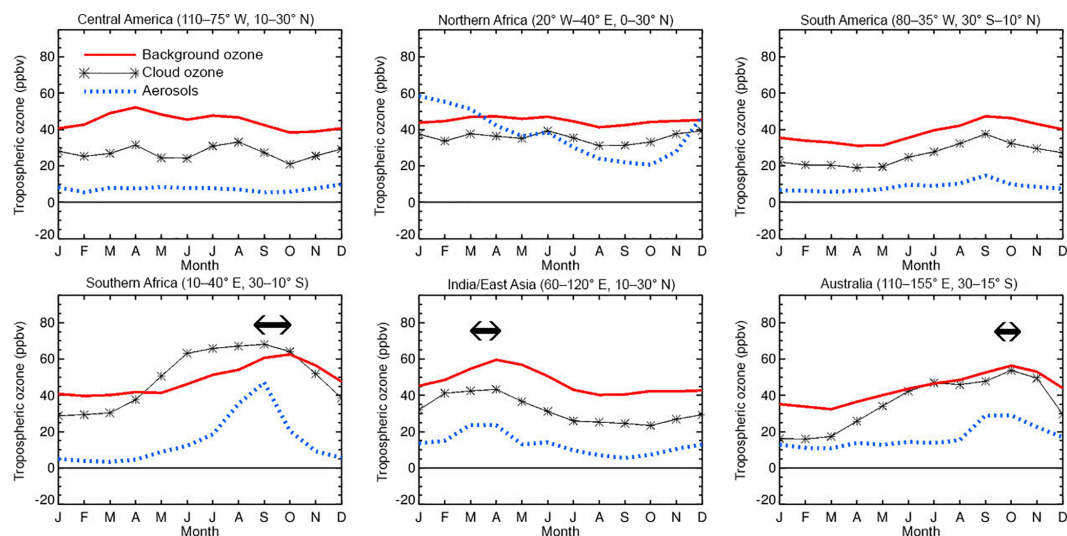 Central America (110–75° W, 10–30° N)
Northern Africa (20° W–40° E, 0–30° N)
South America (80–35° W, 30° S–10° N)
Tropospheric ozone (ppbv)
80
60
40
20
0
-20
Background ozone
Cloud ozone
Aerosols
J F M A M J J A S O N D
Month
Tropospheric ozone (ppbv)
80
60
40
20
0
-20
J F M A M J J A S O N D
Month
Tropospheric ozone (ppbv)
80
60
40
20
0
-20
J F M A M J J A S O N D
Month
Southern Africa (10–40° E, 30–10° S)
India/East Asia (60–120° E, 10–30° N)
Australia (110–155° E, 30–15° S)
Tropospheric ozone (ppbv)
80
60
40
20
0
-20
J F M A M J J A S O N D
Month
Tropospheric ozone (ppbv)
80
60
40
20
0
-20
J F M A M J J A S O N D
Month
Tropospheric ozone (ppbv)
80
60
40
20
0
-20
J F M A M J J A S O N D
Month